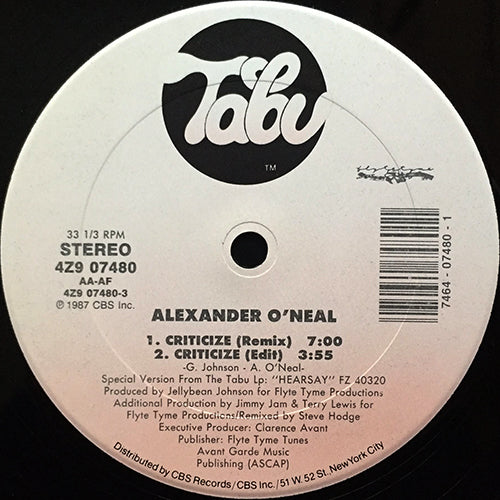 Tabu
TM
flytetyme
33 1/3 RPM
STEREO
4Z9 07480
AA-AF
4Z9 07480-3
℗ 1987 CBS Inc.
7464 - 07480 - 1
ALEXANDER O'NEAL
1. CRITICIZE (Remix) 7:00
2. CRITICIZE (Edit) 3:55
-G. Johnson - A. O'Neal-
Special Version From The Tabu Lp: "HEARSAY" FZ 40320
Produced by Jellybean Johnson for Flyte Tyme Productions
Additional Production by Jimmy Jam & Terry Lewis for
Flyte Tyme Productions/Remixed by Steve Hodge
Executive Producer: Clarence Avant
Publisher: Flyte Tyme Tunes
Avant Garde Music
Publishing (ASCAP)
Distributed by CBS Records/CBS Inc./51 W. 52 St, New York City